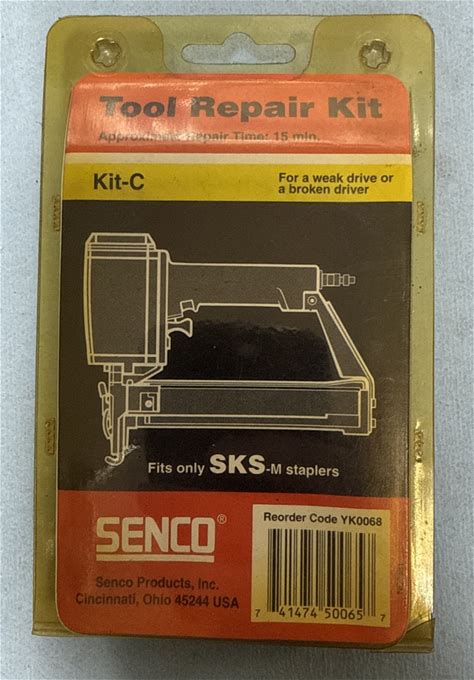 Tool Repair Kit
Approximate Repair Time: 15 min.
Kit-C
For a weak drive or
a broken driver
Fits only SKS-M staplers
SENCO®
Senco Products, Inc.
Cincinnati, Ohio 45244 USA
Reorder Code YK0068
7 41474 50065 7